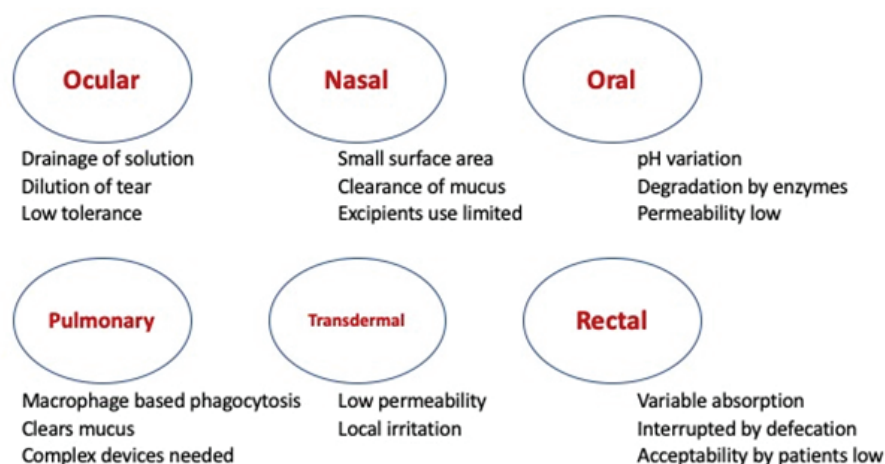 Ocular
Nasal
Oral
Drainage of solution
Dilution of tear
Low tolerance
Small surface area
Clearance of mucus
Excipients use limited
pH variation
Degradation by enzymes
Permeability low
Pulmonary
Transdermal
Rectal
Macrophage based phagocytosis
Clears mucus
Complex devices needed
Low permeability
Local irritation
Variable absorption
Interrupted by defecation
Acceptability by patients low